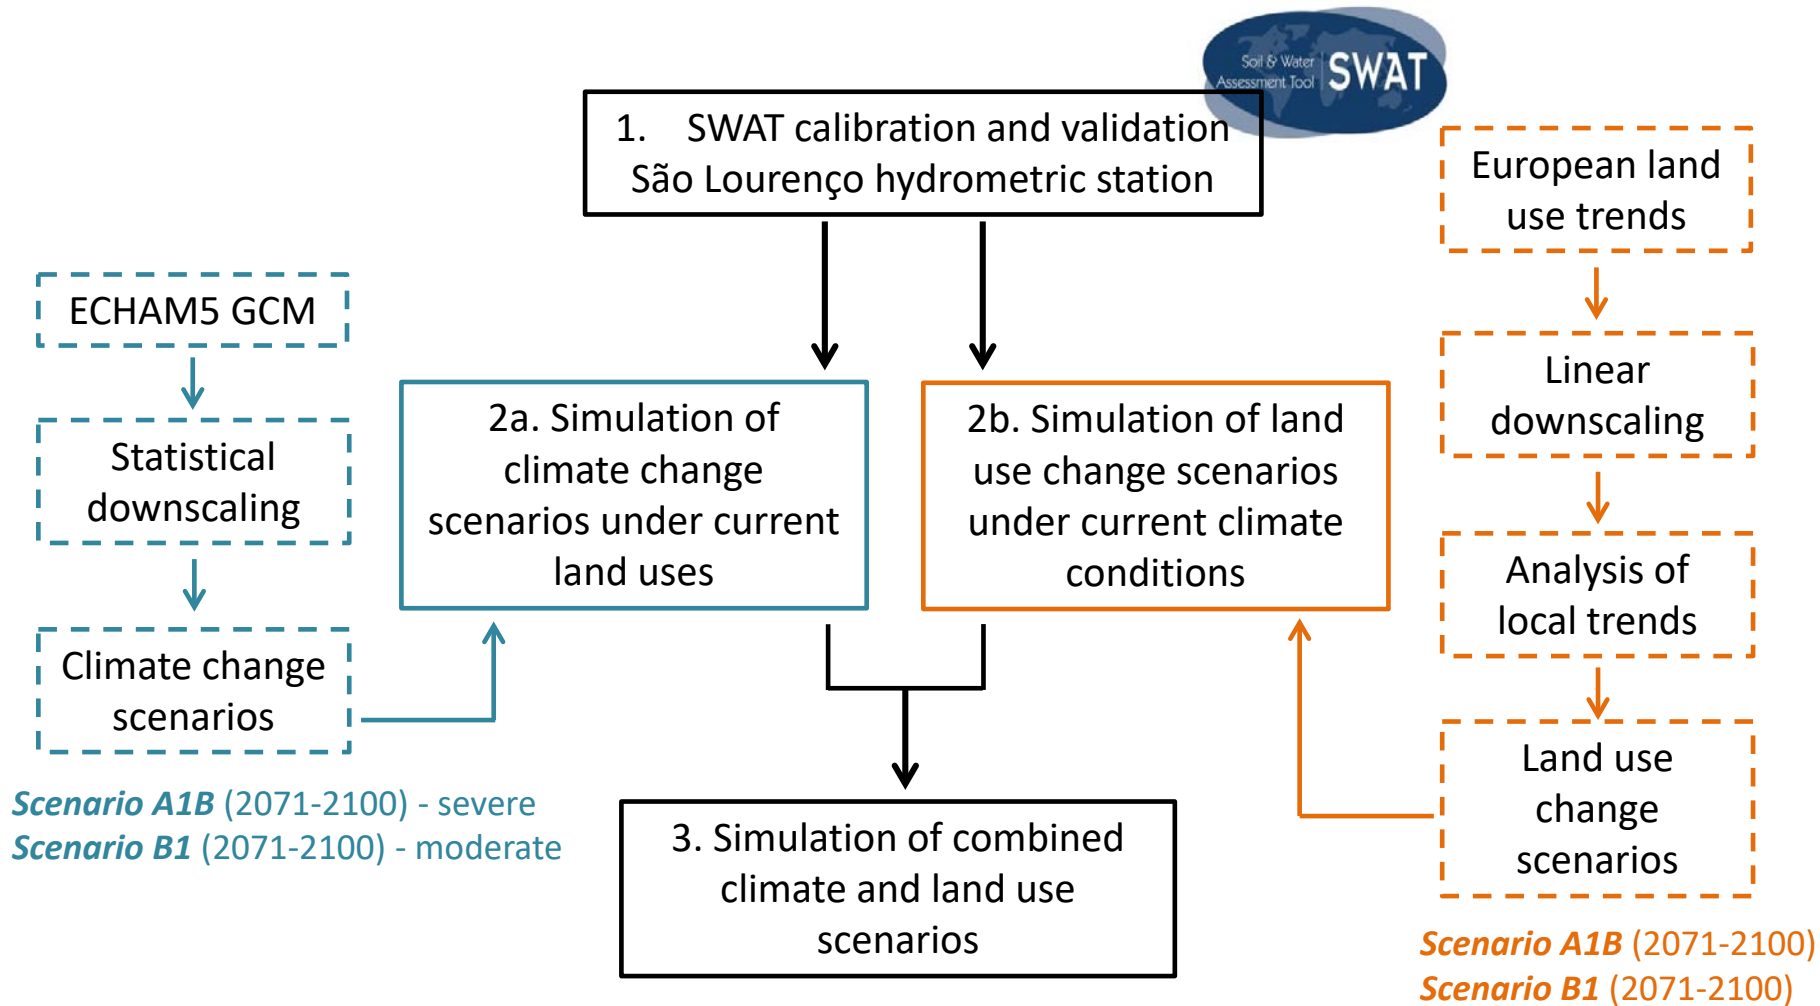 Soil & Water
Assessment Tool
SWAT
1. SWAT calibration and validation
São Lourenço hydrometric station
European land
use trends
ECHAM5 GCM
Linear
downscaling
2a. Simulation of
climate change
scenarios under current
land uses
2b. Simulation of land
use change scenarios
under current climate
conditions
Statistical
downscaling
Analysis of
local trends
Climate change
scenarios
Land use
change
scenarios
Scenario A1B (2071-2100) - severe
Scenario B1 (2071-2100) - moderate
3. Simulation of combined
climate and land use
scenarios
Scenario A1B (2071-2100)
Scenario B1 (2071-2100)